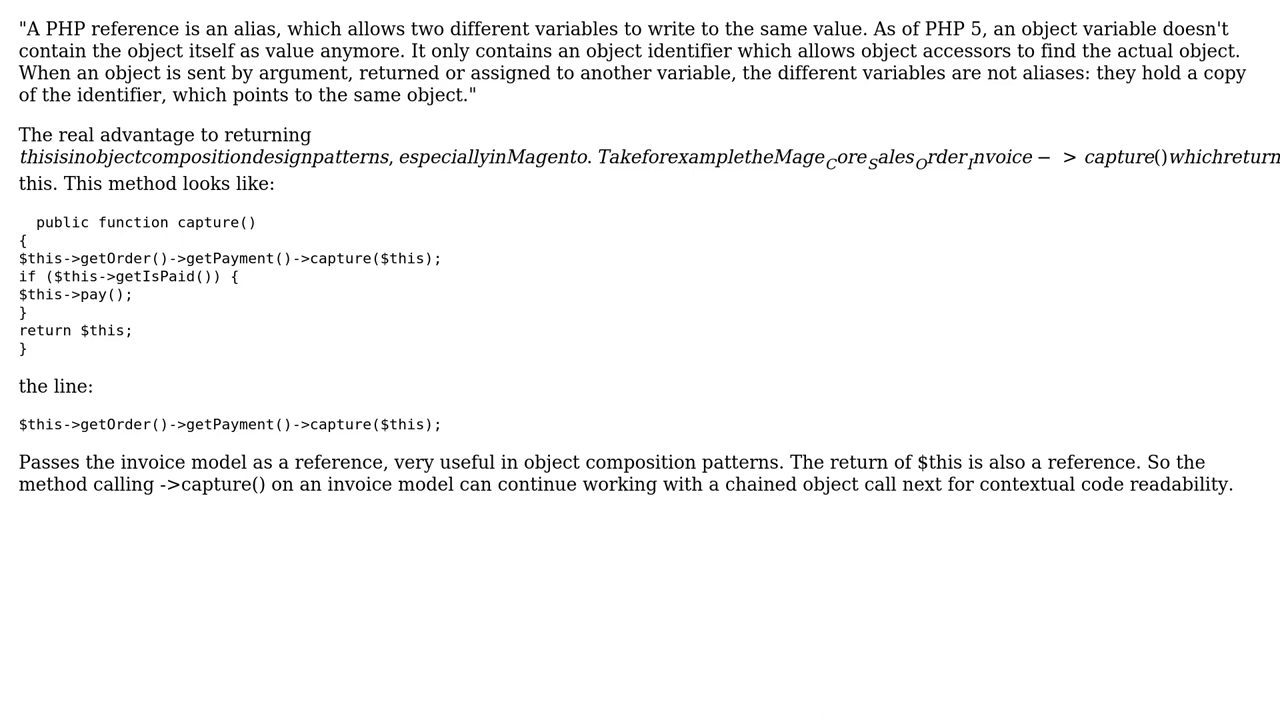 "A PHP reference is an alias, which allows two different variables to write to the same value. As of PHP 5, an object variable doesn't
contain the object itself as value anymore. It only contains an object identifier which allows object accessors to find the actual object.
When an object is sent by argument, returned or assigned to another variable, the different variables are not aliases: they hold a copy
of the identifier, which points to the same object."
The real advantage to returning
thisisinobjectcompositiondesignpatterns, especiallyinMagento. TakeforexampletheMage_Core_Sales_Order_Invoice − > capture()whichreturn
this. This method looks like:
public function capture()
{
$this->getOrder()->getPayment()->capture($this);
if ($this->getIsPaid()) {
$this->pay();
}
return $this;
}
the line:
$this->getOrder()->getPayment()->capture($this);
Passes the invoice model as a reference, very useful in object composition patterns. The return of $this is also a reference. So the
method calling ->capture() on an invoice model can continue working with a chained object call next for contextual code readability.